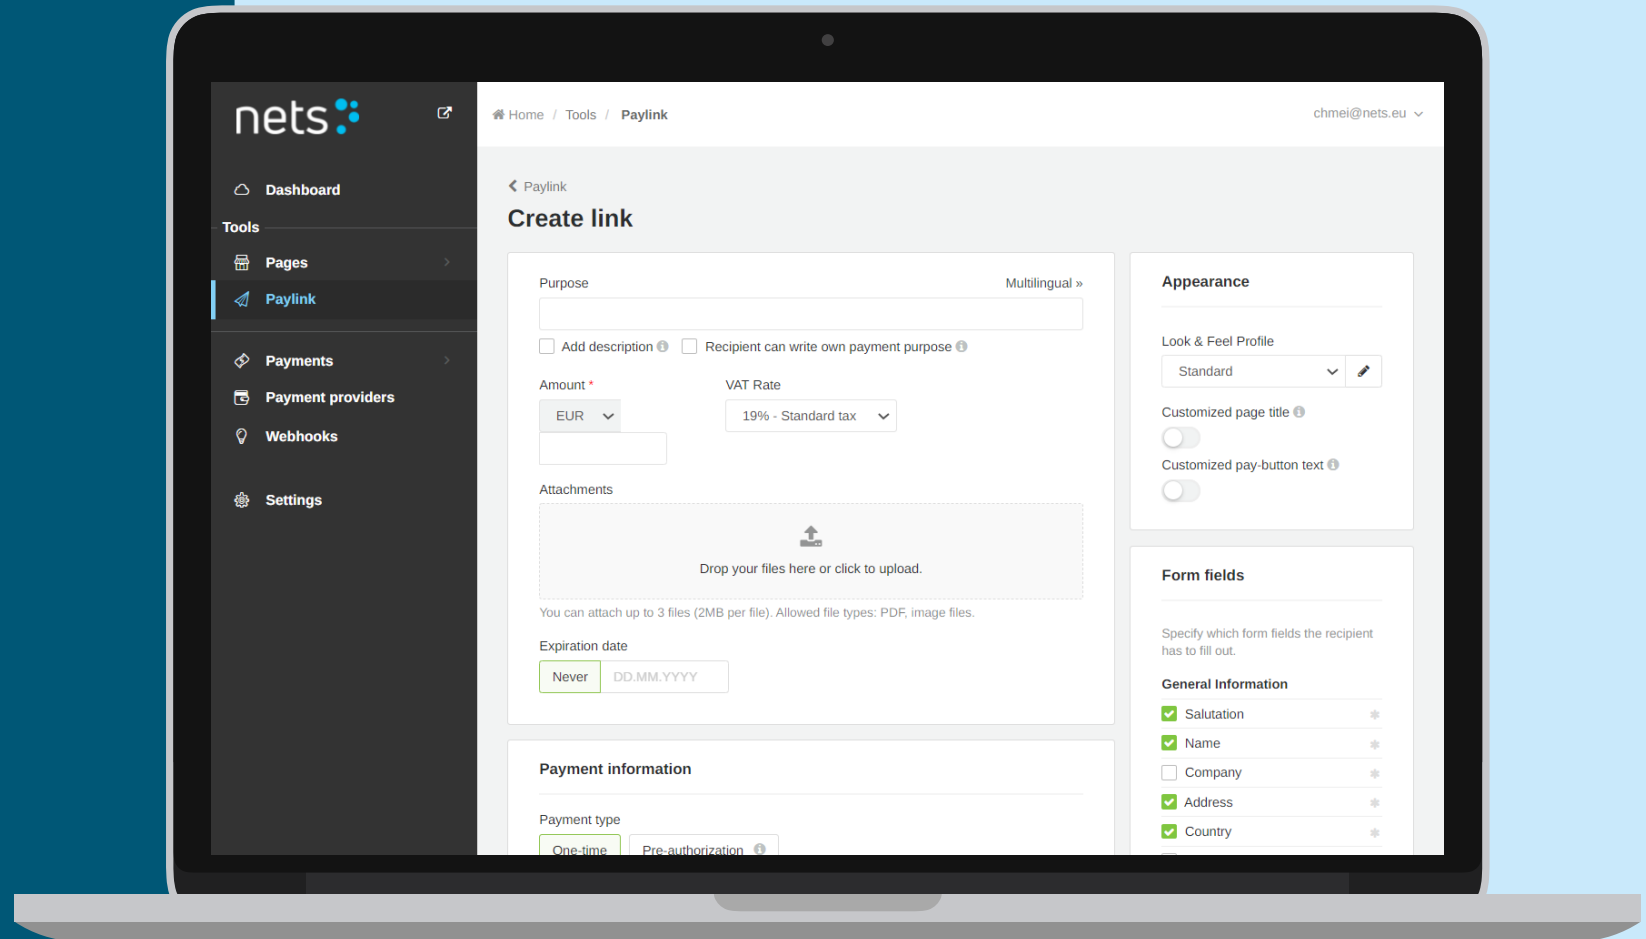 nets
Dashboard
Tools
Pages
Paylink
Payments
Payment providers
Webhooks
Settings
Home / Tools / Paylink
chmei@nets.eu
Paylink
Create link
Purpose
Multilingual »
Add description
Recipient can write own payment purpose
Amount *
VAT Rate
EUR
19% - Standard tax
Attachments
Drop your files here or click to upload.
You can attach up to 3 files (2MB per file). Allowed file types: PDF, image files.
Expiration date
Never
DD.MM.YYYY
Payment information
Payment type
One-time
Pre-authorization
Appearance
Look & Feel Profile
Standard
Customized page title
Customized pay-button text
Form fields
Specify which form fields the recipient
has to fill out.
General Information
Salutation
Name
Company
Address
Country